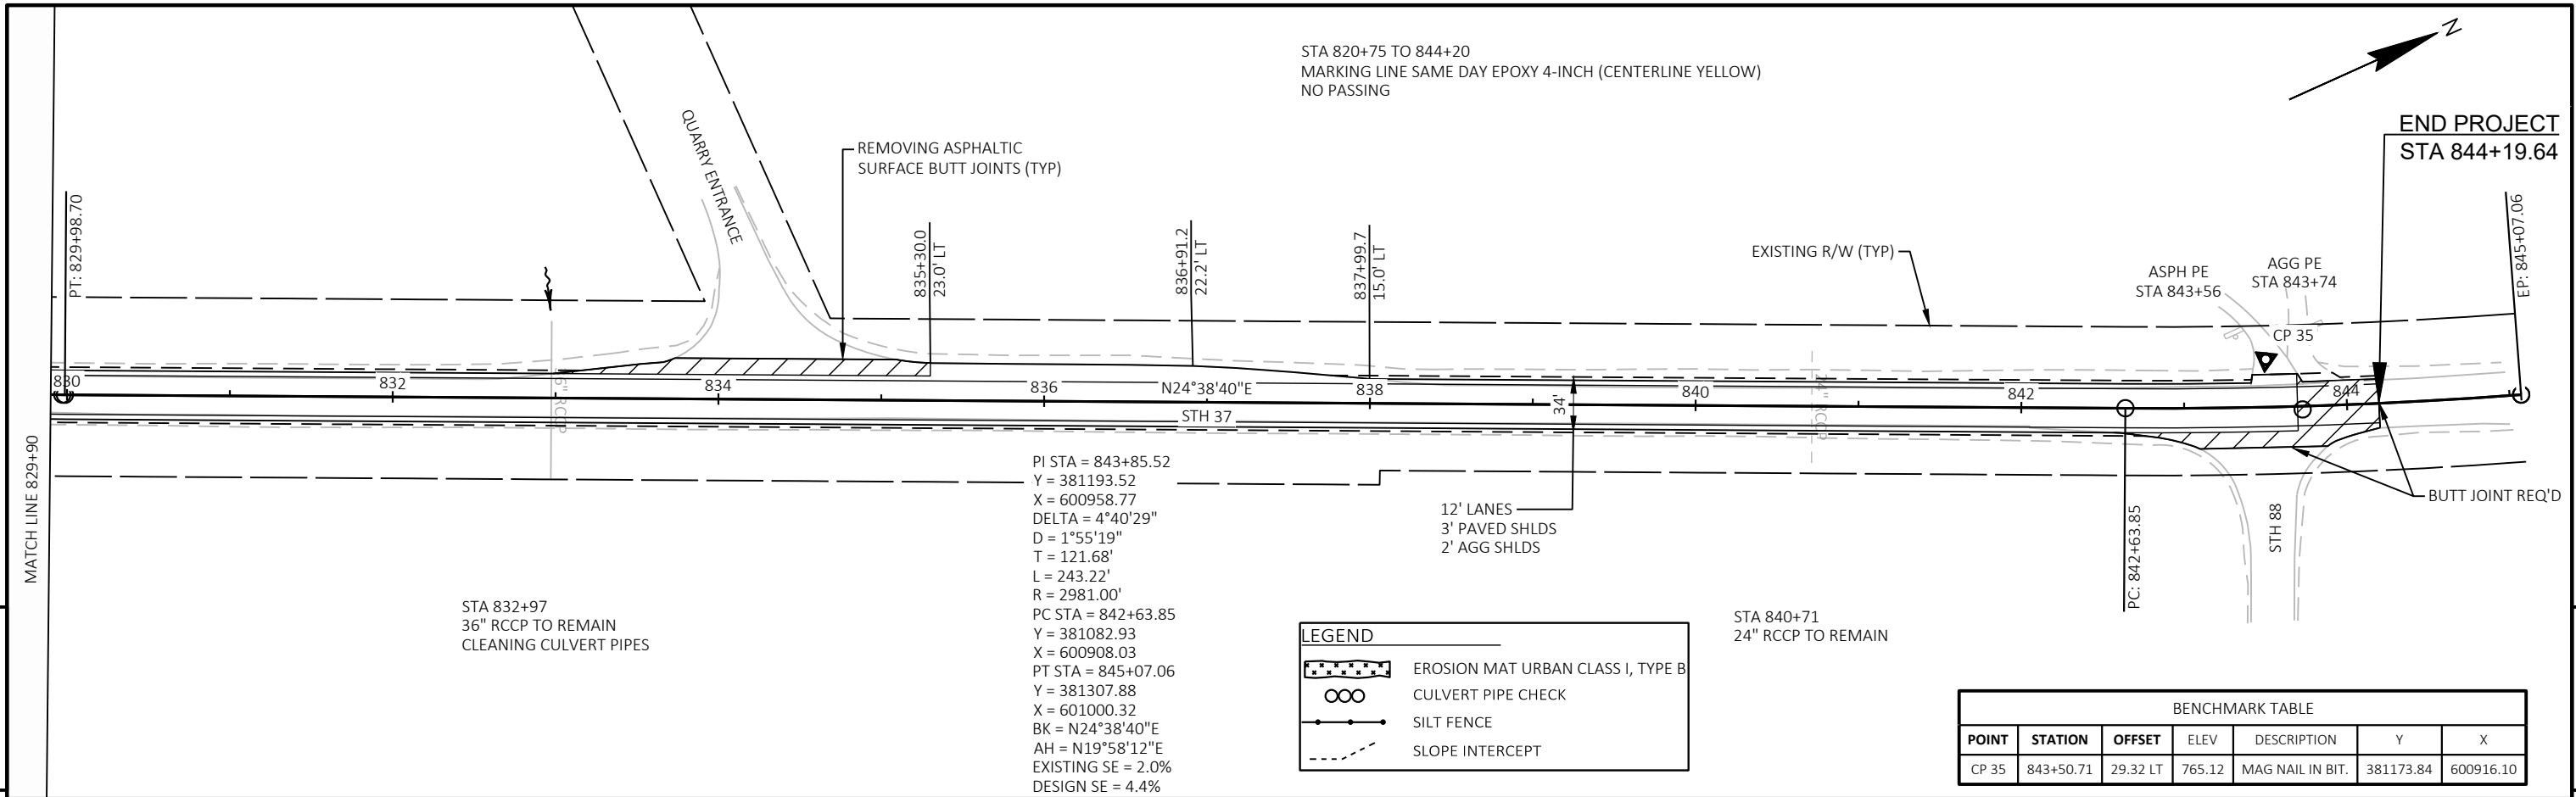 STA 820+75 TO 844+20
MARKING LINE SAME DAY EPOXY 4-INCH (CENTERLINE YELLOW)
NO PASSING
N
END PROJECT
STA 844+19.64
QUARRY ENTRANCE
REMOVING ASPHALTIC
SURFACE BUTT JOINTS (TYP)
PT: 829+98.70
835+30.0
23.0' LT
836+91.2
22.2' LT
837+99.7
15.0' LT
EXISTING R/W (TYP)
ASPH PE
STA 843+56
AGG PE
STA 843+74
CP 35
EP: 845+07.06
830
832
834
836
N24°38'40"E
838
840
842
844
STH 37
34'
MATCH LINE 829+90
PI STA = 843+85.52
Y = 381193.52
X = 600958.77
DELTA = 4°40'29"
D = 1°55'19"
T = 121.68'
L = 243.22'
R = 2981.00'
PC STA = 842+63.85
Y = 381082.93
X = 600908.03
PT STA = 845+07.06
Y = 381307.88
X = 601000.32
BK = N24°38'40"E
AH = N19°58'12"E
EXISTING SE = 2.0%
DESIGN SE = 4.4%
12' LANES
3' PAVED SHLDS
2' AGG SHLDS
PC: 842+63.85
STH 88
BUTT JOINT REQ'D
STA 832+97
36" RCCP TO REMAIN
CLEANING CULVERT PIPES
STA 840+71
24" RCCP TO REMAIN
LEGEND
EROSION MAT URBAN CLASS I, TYPE B
CULVERT PIPE CHECK
SILT FENCE
SLOPE INTERCEPT
BENCHMARK TABLE
POINT STATION OFFSET ELEV DESCRIPTION Y X
CP 35 843+50.71 29.32 LT 765.12 MAG NAIL IN BIT. 381173.84 600916.10